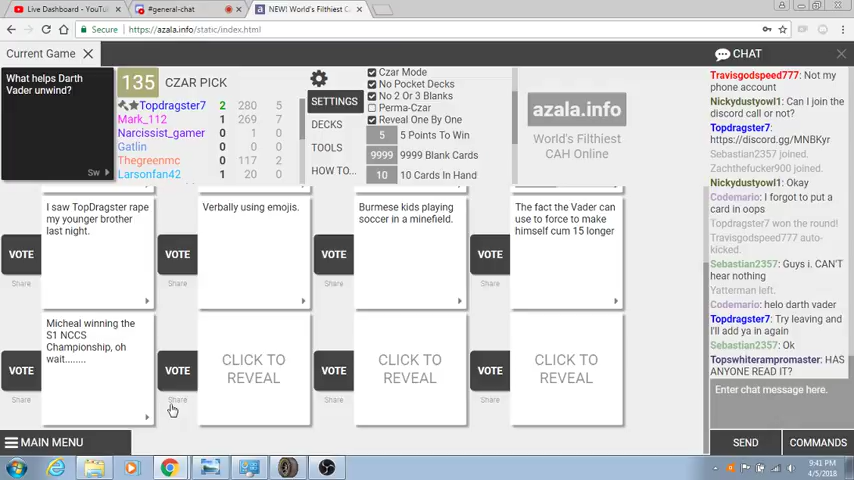 Live Dashboard - YouTub
#general-chat
NEW! World's Filthiest C
Secure
https://azala.info/static/index.html
Current Game
CHAT
What helps Darth
Vader unwind?
Sw
135
CZAR PICK
Topdragster7 2 280 5
Mark_112 1 269 7
Narcissist_gamer 0 1 0
Gatlin 0 0 0
Thegreenmc 0 117 2
Larsonfan42 1 20 0
SETTINGS
DECKS
TOOLS
HOW TO...
Czar Mode
No Pocket Decks
No 2 Or 3 Blanks
Perma-Czar
Reveal One By One
5 5 Points To Win
9999 9999 Blank Cards
10 10 Cards In Hand
azala.info
World's Filthiest
CAH Online
VOTE
Share
I saw TopDragster rape
my younger brother
last night.
VOTE
Share
Verbally using emojis.
VOTE
Share
Burmese kids playing
soccer in a minefield.
VOTE
Share
The fact the Vader can
use to force to make
himself cum 15 longer
VOTE
Share
Micheal winning the
S1 NCCS
Championship, oh
wait........
VOTE
Share
CLICK TO
REVEAL
VOTE
Share
CLICK TO
REVEAL
VOTE
Share
CLICK TO
REVEAL
MAIN MENU
Travisgodspeed777: Not my
phone account
Nickydustyowl1: Can I join the
discord call or not?
Topdragster7:
https://discord.gg/MNBKyr
Sebastian2357 joined.
Zachthefucker900 joined.
Nickydustyowl1: Okay
Codemario: I forgot to put a
card in oops
Topdragster7 won the round!
Travisgodspeed777 auto-
kicked.
Sebastian2357: Guys i. CAN'T
hear nothing
Yatterman left.
Codemario: helo darth vader
Topdragster7: Try leaving and
I'll add ya in again
Sebastian2357: Ok
Topswhiterampromaster: HAS
ANYONE READ IT?
Enter chat message here.
SEND
COMMANDS
9:41 PM
4/5/2018